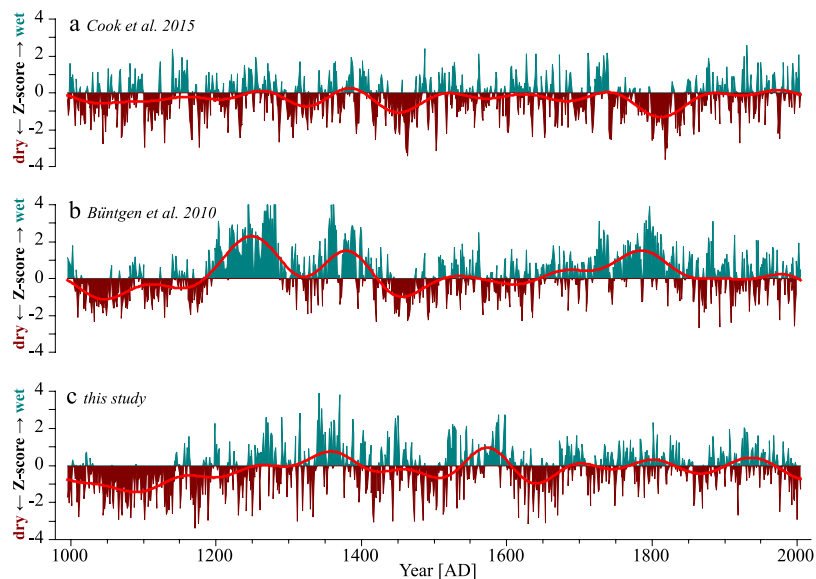 a Cook et al. 2015
4
2
0
-2
-4
dry ← Z-score → wet
b Büntgen et al. 2010
4
2
0
-2
-4
dry ← Z-score → wet
c this study
4
2
0
-2
-4
dry ← Z-score → wet
1000 1200 1400 1600 1800 2000
Year [AD]